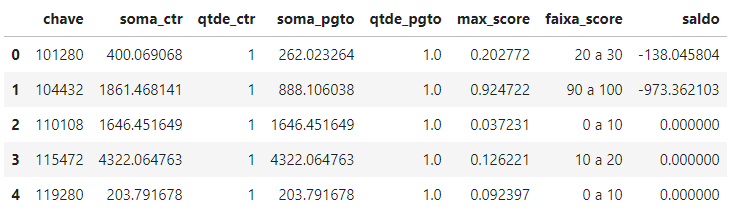 chave soma_ctr qtde_ctr soma_pgto qtde_pgto max_score faixa_score saldo
0 101280 400.069068 1 262.023264 1.0 0.202772 20 a 30 -138.045804
1 104432 1861.468141 1 888.106038 1.0 0.924722 90 a 100 -973.362103
2 110108 1646.451649 1 1646.451649 1.0 0.037231 0 a 10 0.000000
3 115472 4322.064763 1 4322.064763 1.0 0.126221 10 a 20 0.000000
4 119280 203.791678 1 203.791678 1.0 0.092397 0 a 10 0.000000